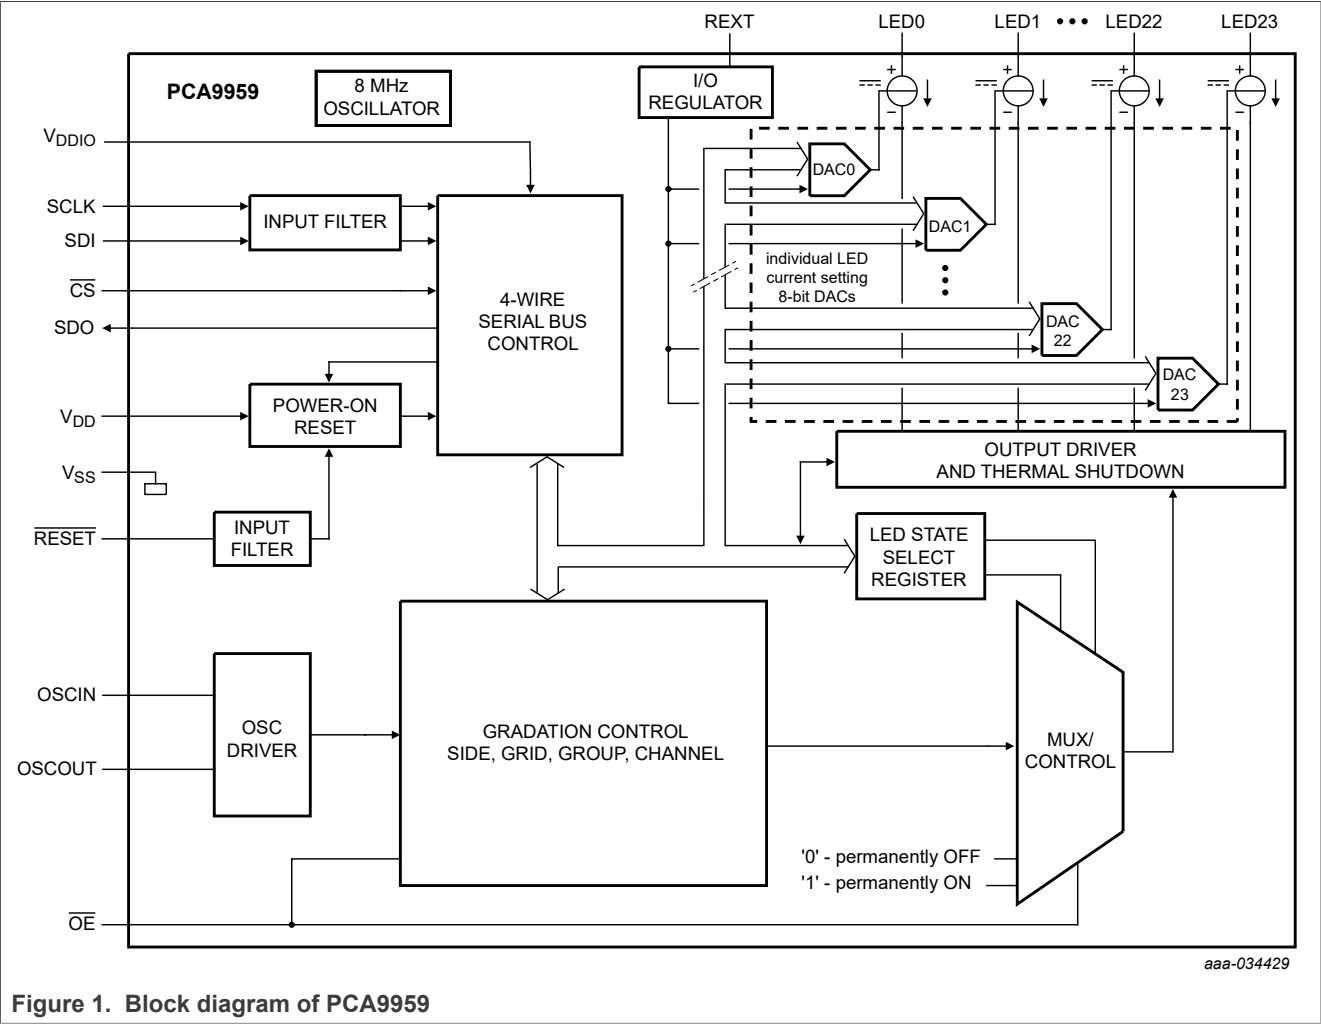 REXT
LED0
LED1
LED22
LED23
PCA9959
8 MHz
OSCILLATOR
I/O
REGULATOR
VDDIO
SCLK
SDI
CS
SDO
VDD
VSS
RESET
OSCIN
OSCOUT
OE
INPUT FILTER
4-WIRE
SERIAL BUS
CONTROL
POWER-ON
RESET
INPUT
FILTER
DAC0
DAC1
individual LED
current setting
8-bit DACs
DAC
22
DAC
23
OUTPUT DRIVER
AND THERMAL SHUTDOWN
LED STATE
SELECT
REGISTER
OSC
DRIVER
GRADATION CONTROL
SIDE, GRID, GROUP, CHANNEL
MUX/
CONTROL
'0' - permanently OFF
'1' - permanently ON
aaa-034429
Figure 1. Block diagram of PCA9959